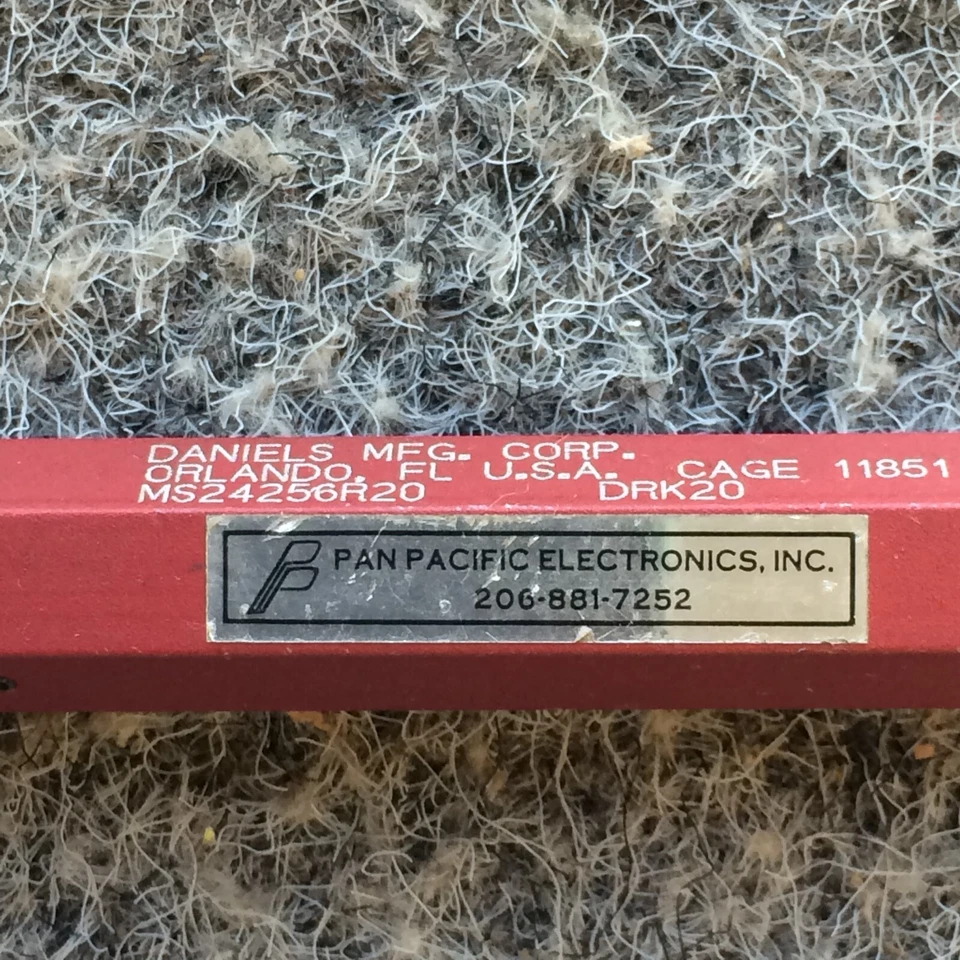 DANIELS MFG. CORP.
ORLANDO, FL U.S.A. CAGE 11851
MS24256R20 DRK20
PAN PACIFIC ELECTRONICS, INC.
206-881-7252